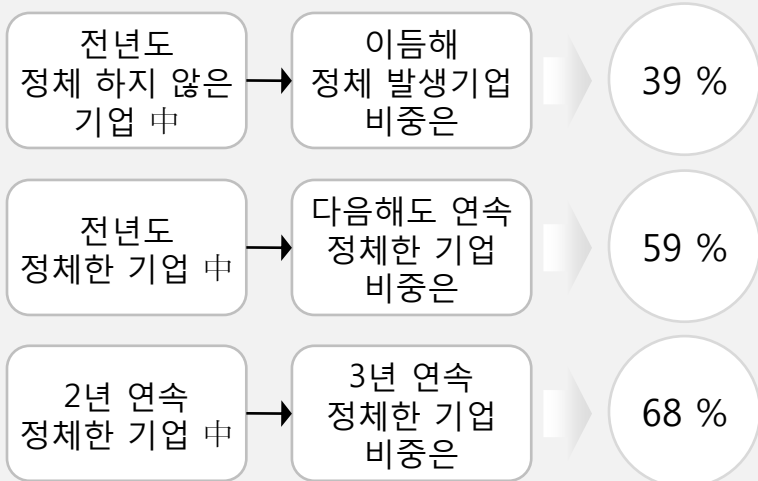 전년도
정체 하지 않은
기업 中
이듬해
정체 발생기업
비중은
39 %
전년도
정체한 기업 中
다음해도 연속
정체한 기업
비중은
59 %
2년 연속
정체한 기업 中
3년 연속
정체한 기업
비중은
68 %